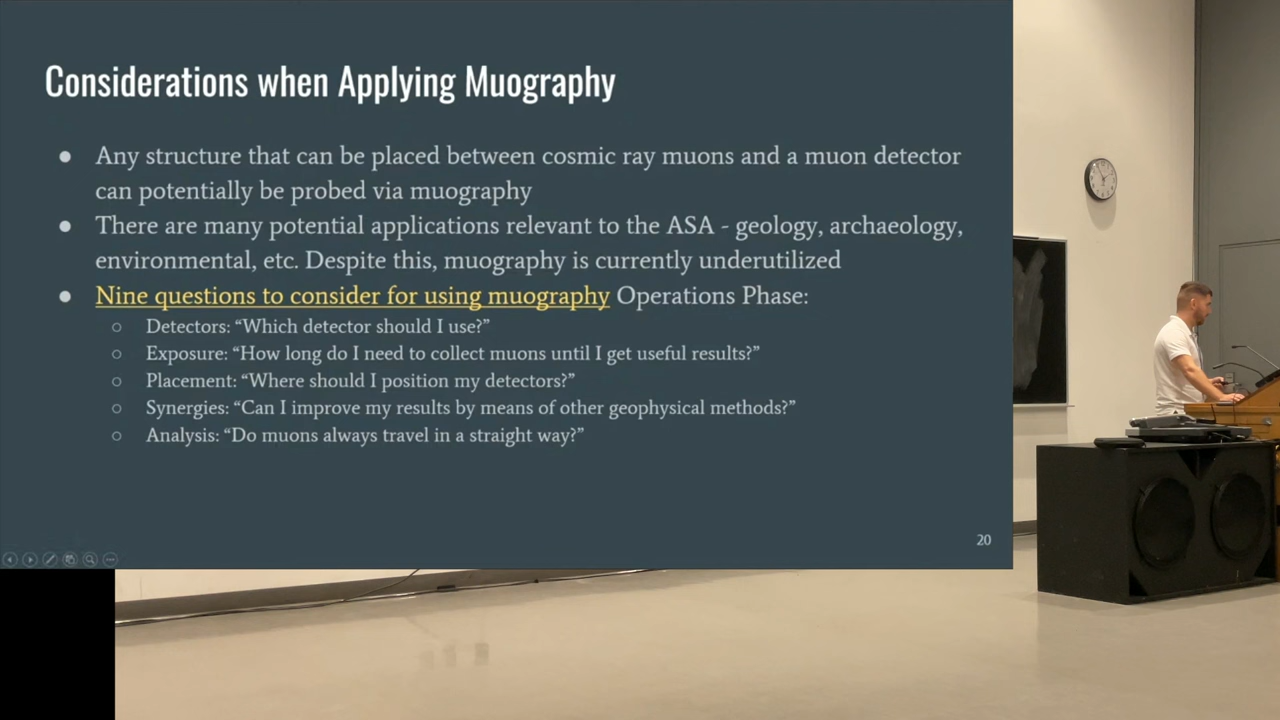 Considerations when Applying Muography
● Any structure that can be placed between cosmic ray muons and a muon detector
can potentially be probed via muography
● There are many potential applications relevant to the ASA - geology, archaeology,
environmental, etc. Despite this, muography is currently underutilized
● Nine questions to consider for using muography Operations Phase:
○ Detectors: “Which detector should I use?”
○ Exposure: “How long do I need to collect muons until I get useful results?”
○ Placement: “Where should I position my detectors?”
○ Synergies: “Can I improve my results by means of other geophysical methods?”
○ Analysis: “Do muons always travel in a straight way?”
20